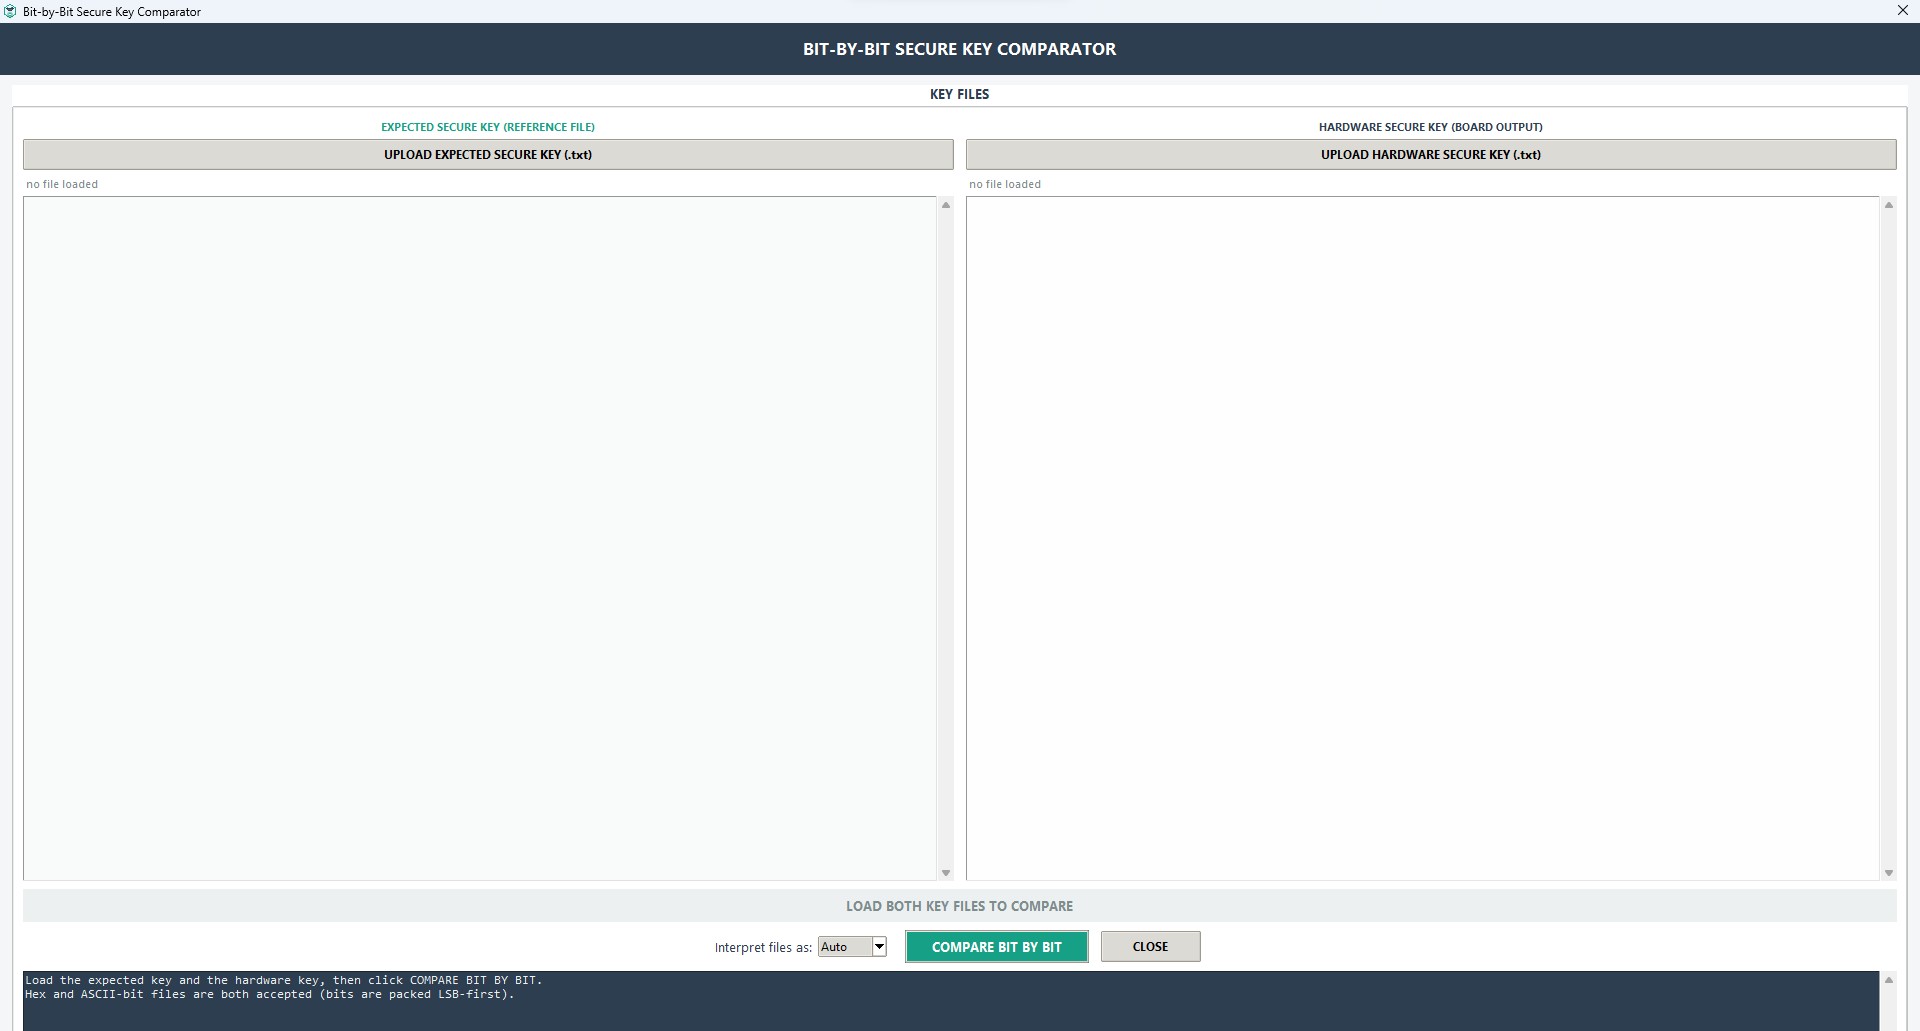 Bit-by-Bit Secure Key Comparator
BIT-BY-BIT SECURE KEY COMPARATOR
KEY FILES
EXPECTED SECURE KEY (REFERENCE FILE)
UPLOAD EXPECTED SECURE KEY (.txt)
no file loaded
HARDWARE SECURE KEY (BOARD OUTPUT)
UPLOAD HARDWARE SECURE KEY (.txt)
no file loaded
LOAD BOTH KEY FILES TO COMPARE
Interpret files as: Auto COMPARE BIT BY BIT CLOSE
Load the expected key and the hardware key, then click COMPARE BIT BY BIT.
Hex and ASCII-bit files are both accepted (bits are packed LSB-first).